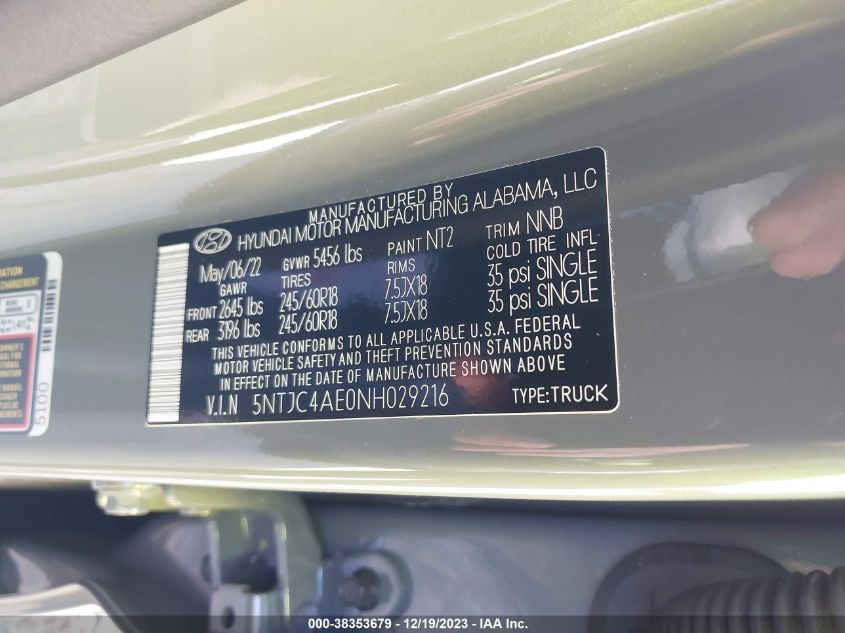 MANUFACTURED BY
HYUNDAI MOTOR MANUFACTURING ALABAMA, LLC
May/06/22 GVWR 5456 lbs PAINT NT2 TRIM NNB
GAWR TIRES RIMS COLD TIRE INFL
FRONT 2645 lbs 245/60R18 7.5JX18 35 psi SINGLE
REAR 3196 lbs 245/60R18 7.5JX18 35 psi SINGLE
THIS VEHICLE CONFORMS TO ALL APPLICABLE U.S.A. FEDERAL
MOTOR VEHICLE SAFETY AND THEFT PREVENTION STANDARDS
IN EFFECT ON THE DATE OF MANUFACTURE SHOWN ABOVE
V.I.N 5NTJC4AE0NH029216 TYPE:TRUCK
CHARGEMENT
5100
000-38353679 / 12/19/2023 - IAA Inc.